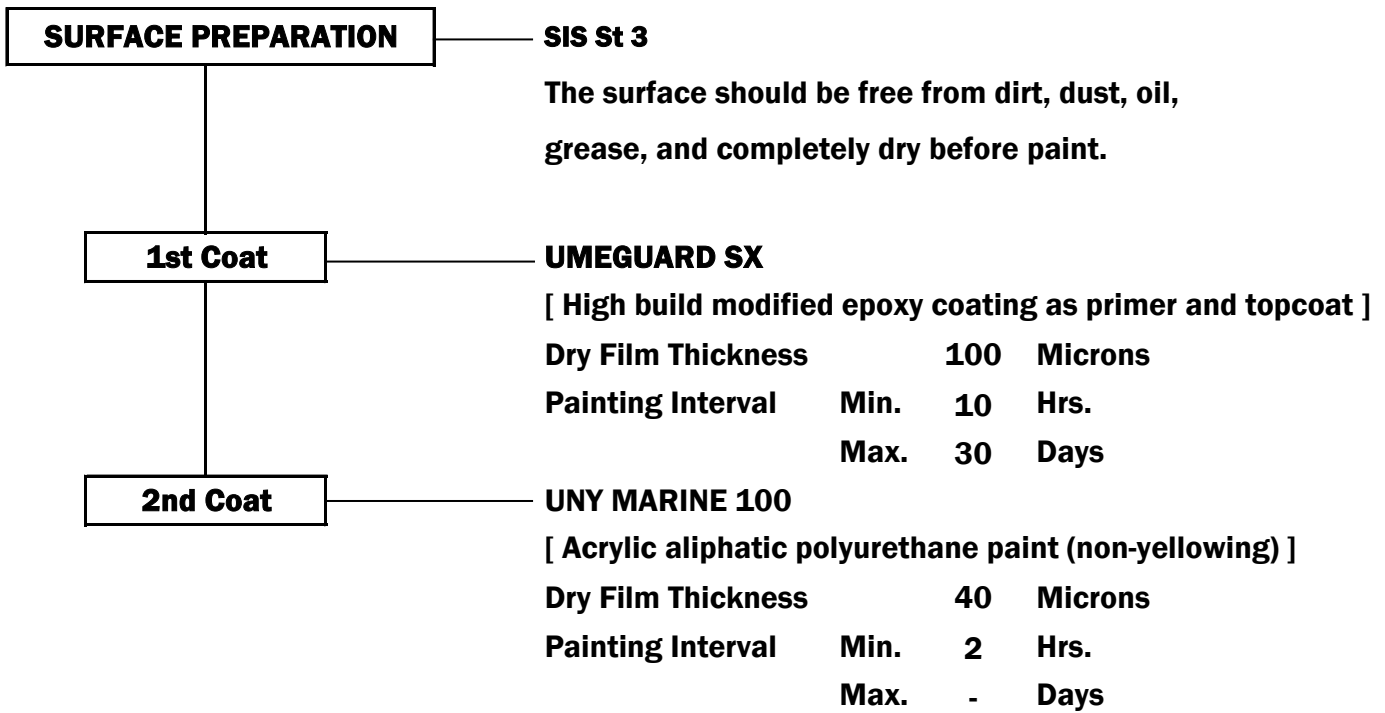 SURFACE PREPARATION SIS St 3
The surface should be free from dirt, dust, oil,
grease, and completely dry before paint.
1st Coat UMEGUARD SX
[ High build modified epoxy coating as primer and topcoat ]
Dry Film Thickness 100 Microns
Painting Interval Min. 10 Hrs.
Max. 30 Days
2nd Coat UNY MARINE 100
[ Acrylic aliphatic polyurethane paint (non-yellowing) ]
Dry Film Thickness 40 Microns
Painting Interval Min. 2 Hrs.
Max. - Days